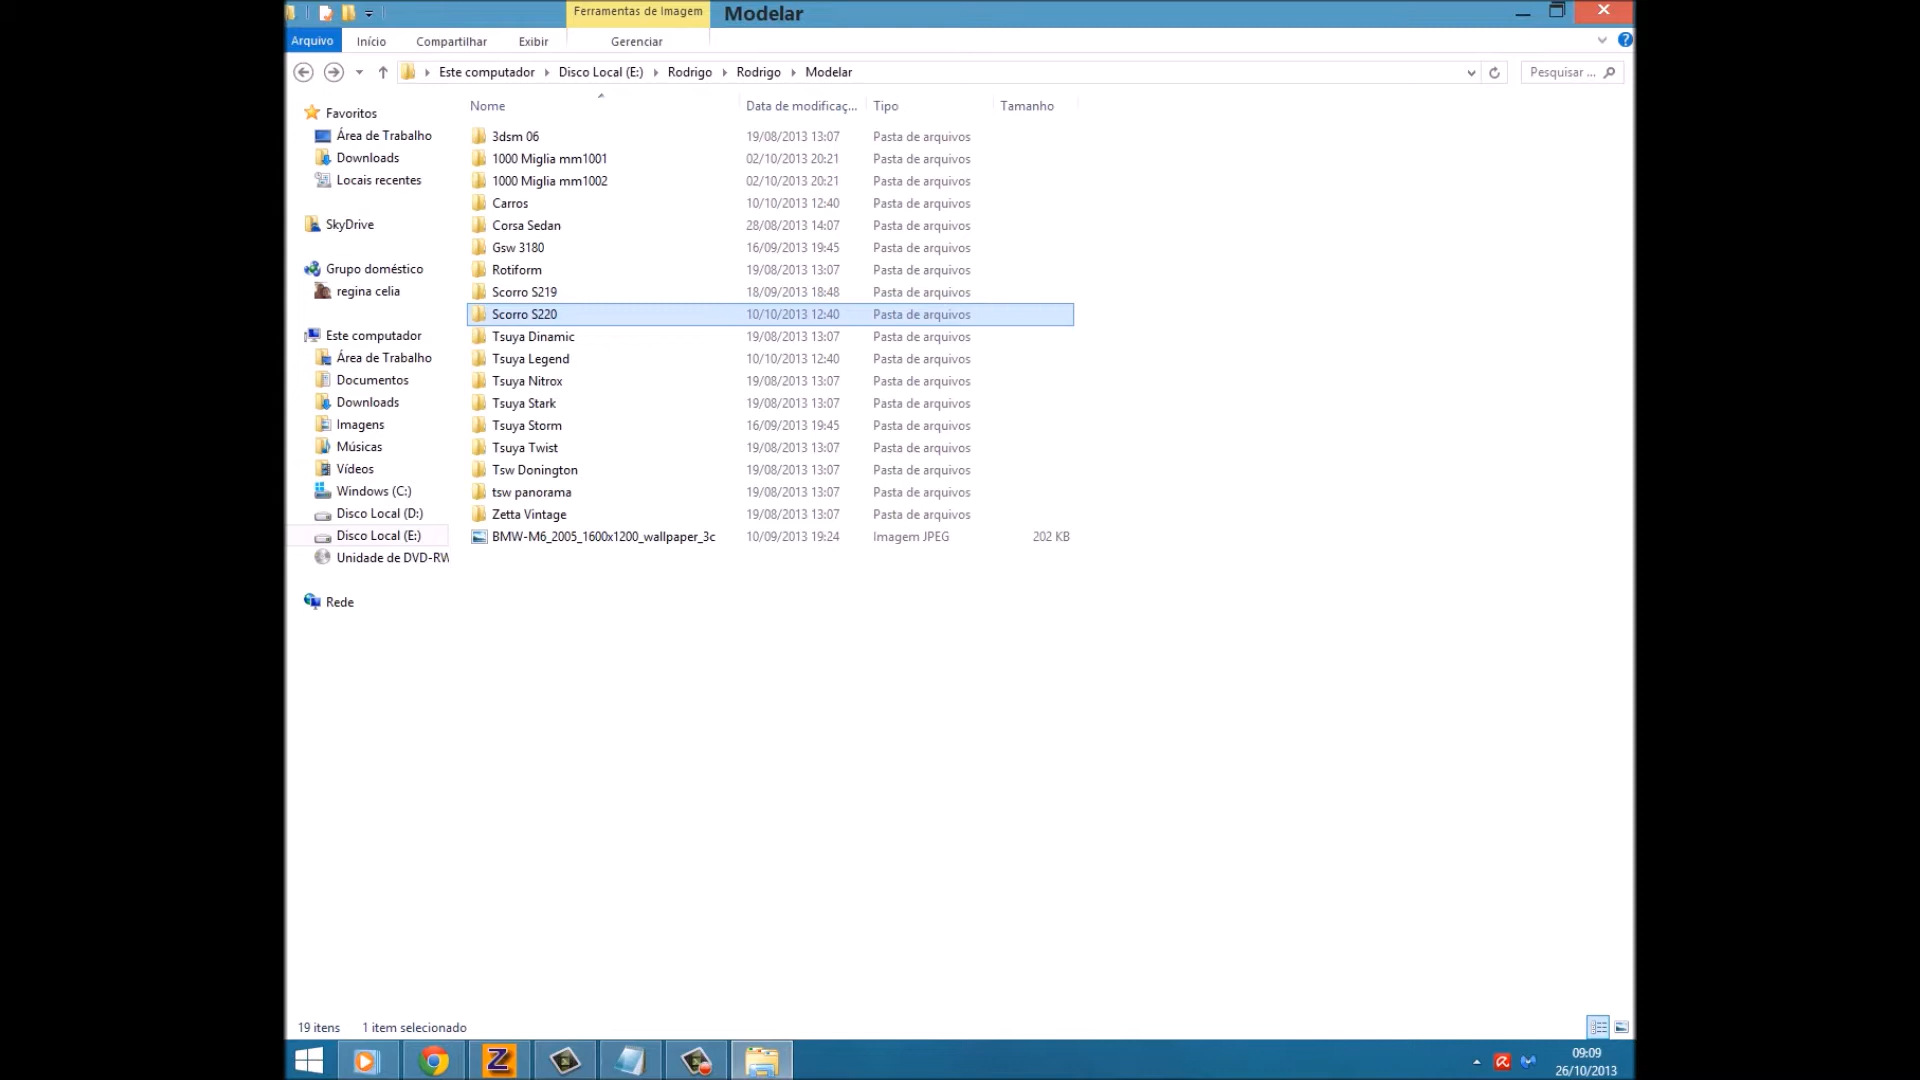 Ferramentas de Imagem
Modelar
Arquivo Início Compartilhar Exibir Gerenciar
Este computador Disco Local (E:) Rodrigo Rodrigo Modelar
Pesquisar ...
Nome Data de modificaç... Tipo Tamanho
Favoritos
Área de Trabalho
Downloads
Locais recentes
SkyDrive
Grupo doméstico
regina celia
Este computador
Área de Trabalho
Documentos
Downloads
Imagens
Músicas
Vídeos
Windows (C:)
Disco Local (D:)
Disco Local (E:)
Unidade de DVD-RW
Rede
3dsm 06 19/08/2013 13:07 Pasta de arquivos
1000 Miglia mm1001 02/10/2013 20:21 Pasta de arquivos
1000 Miglia mm1002 02/10/2013 20:21 Pasta de arquivos
Carros 10/10/2013 12:40 Pasta de arquivos
Corsa Sedan 28/08/2013 14:07 Pasta de arquivos
Gsw 3180 16/09/2013 19:45 Pasta de arquivos
Rotiform 19/08/2013 13:07 Pasta de arquivos
Scorro S219 18/09/2013 18:48 Pasta de arquivos
Scorro S220 10/10/2013 12:40 Pasta de arquivos
Tsuya Dinamic 19/08/2013 13:07 Pasta de arquivos
Tsuya Legend 10/10/2013 12:40 Pasta de arquivos
Tsuya Nitrox 19/08/2013 13:07 Pasta de arquivos
Tsuya Stark 19/08/2013 13:07 Pasta de arquivos
Tsuya Storm 16/09/2013 19:45 Pasta de arquivos
Tsuya Twist 19/08/2013 13:07 Pasta de arquivos
Tsw Donington 19/08/2013 13:07 Pasta de arquivos
tsw panorama 19/08/2013 13:07 Pasta de arquivos
Zetta Vintage 19/08/2013 13:07 Pasta de arquivos
BMW-M6_2005_1600x1200_wallpaper_3c 10/09/2013 19:24 Imagem JPEG 202 KB
19 itens 1 item selecionado
09:09
26/10/2013